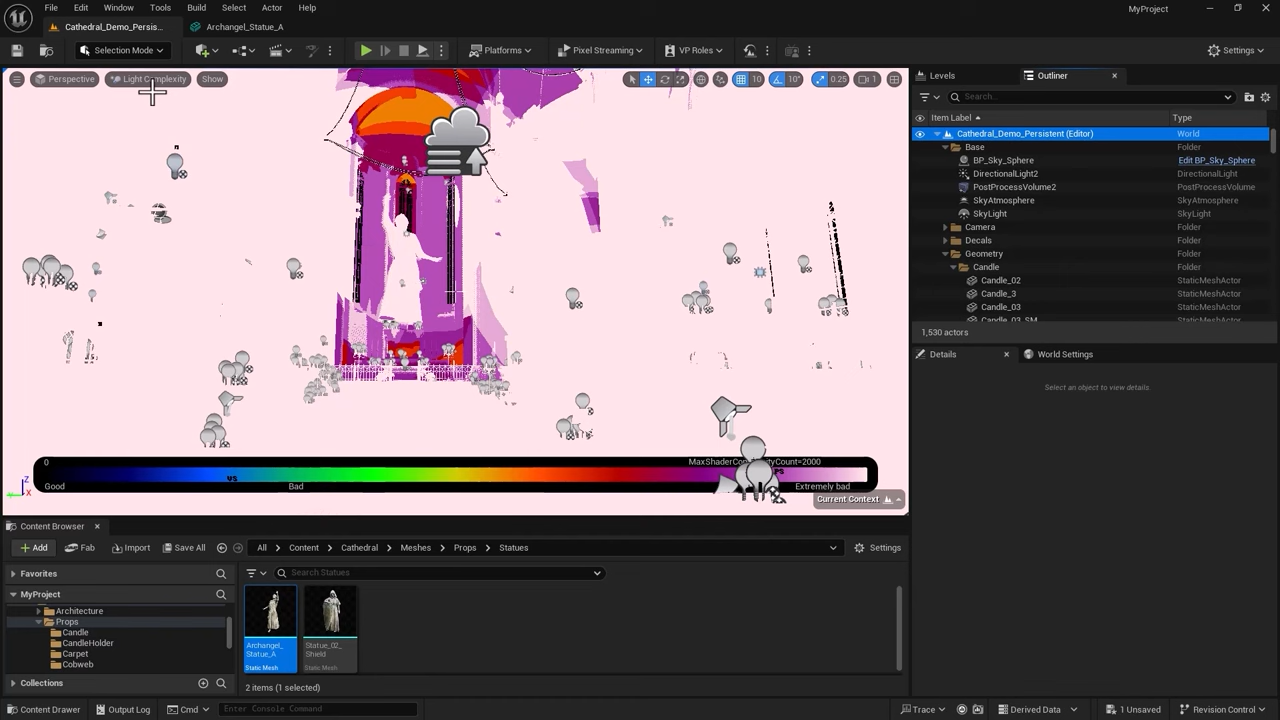 File Edit Window Tools Build Select Actor Help
MyProject
Cathedral_Demo_Persis... Archangel_Statue_A
Selection Mode Platforms Pixel Streaming VP Roles Settings
Perspective Light Complexity Show 10 10° 0.25 1
Levels Outliner
Search...
Item Label Type
Cathedral_Demo_Persistent (Editor) World
Base Folder
BP_Sky_Sphere Edit BP_Sky_Sphere
DirectionalLight2 DirectionalLight
PostProcessVolume2 PostProcessVolume
SkyAtmosphere SkyAtmosphere
SkyLight SkyLight
Camera Folder
Decals Folder
Geometry Folder
Candle Folder
Candle_02 StaticMeshActor
Candle_3 StaticMeshActor
Candle_03 StaticMeshActor
Candle_03_SM StaticMeshActor
1,530 actors
Details World Settings
Select an object to view details.
0 MaxShaderCom
Count=2000
VS PS
Good Bad Extremely bad
Z
X
Current Context
Content Browser
Add Fab Import Save All All Content Cathedral Meshes Props Statues Settings
Favorites
Search Statues
MyProject
Architecture
Props
Candle
CandleHolder
Carpet
Cobweb
Archangel_
Statue_A
Static Mesh
Statue_02_
Shield
Static Mesh
Collections
2 items (1 selected)
Content Drawer Output Log Cmd Enter Console Command Trace Derived Data 1 Unsaved Revision Control